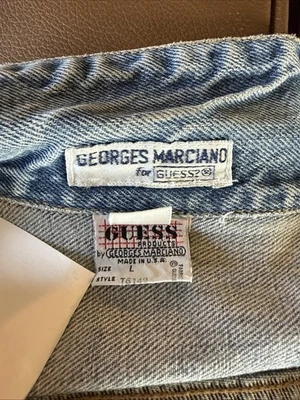 GEORGES MARCIANO
for GUESS?®
GUESS
PRODUCTS
by GEORGES MARCIANO
MADE IN U.S.A.
SIZE L
STYLE